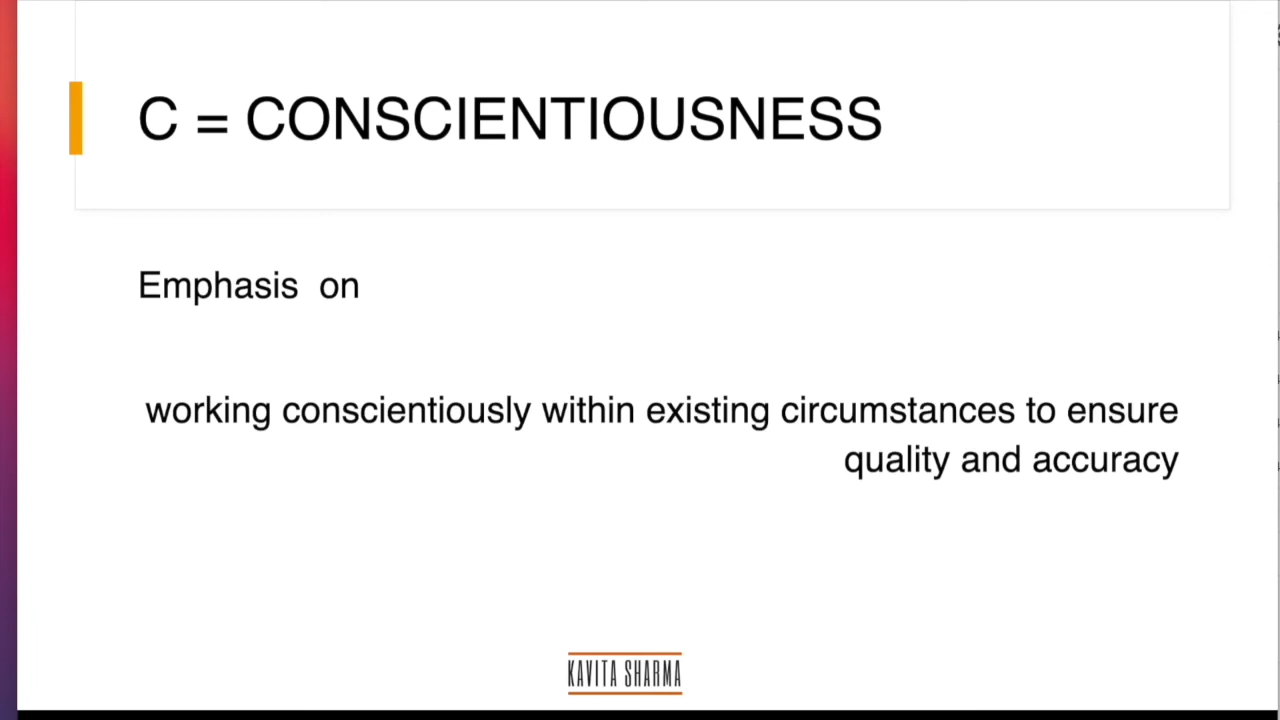 C = CONSCIENTIOUSNESS
Emphasis on
working conscientiously within existing circumstances to ensure
quality and accuracy
KAVITA SHARMA